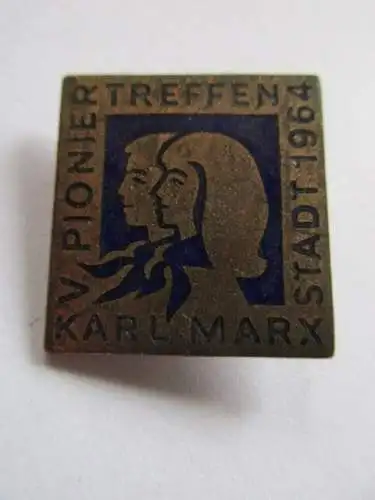 V. PIONIER
TREFFEN
KARL-MARX
STADT 1964